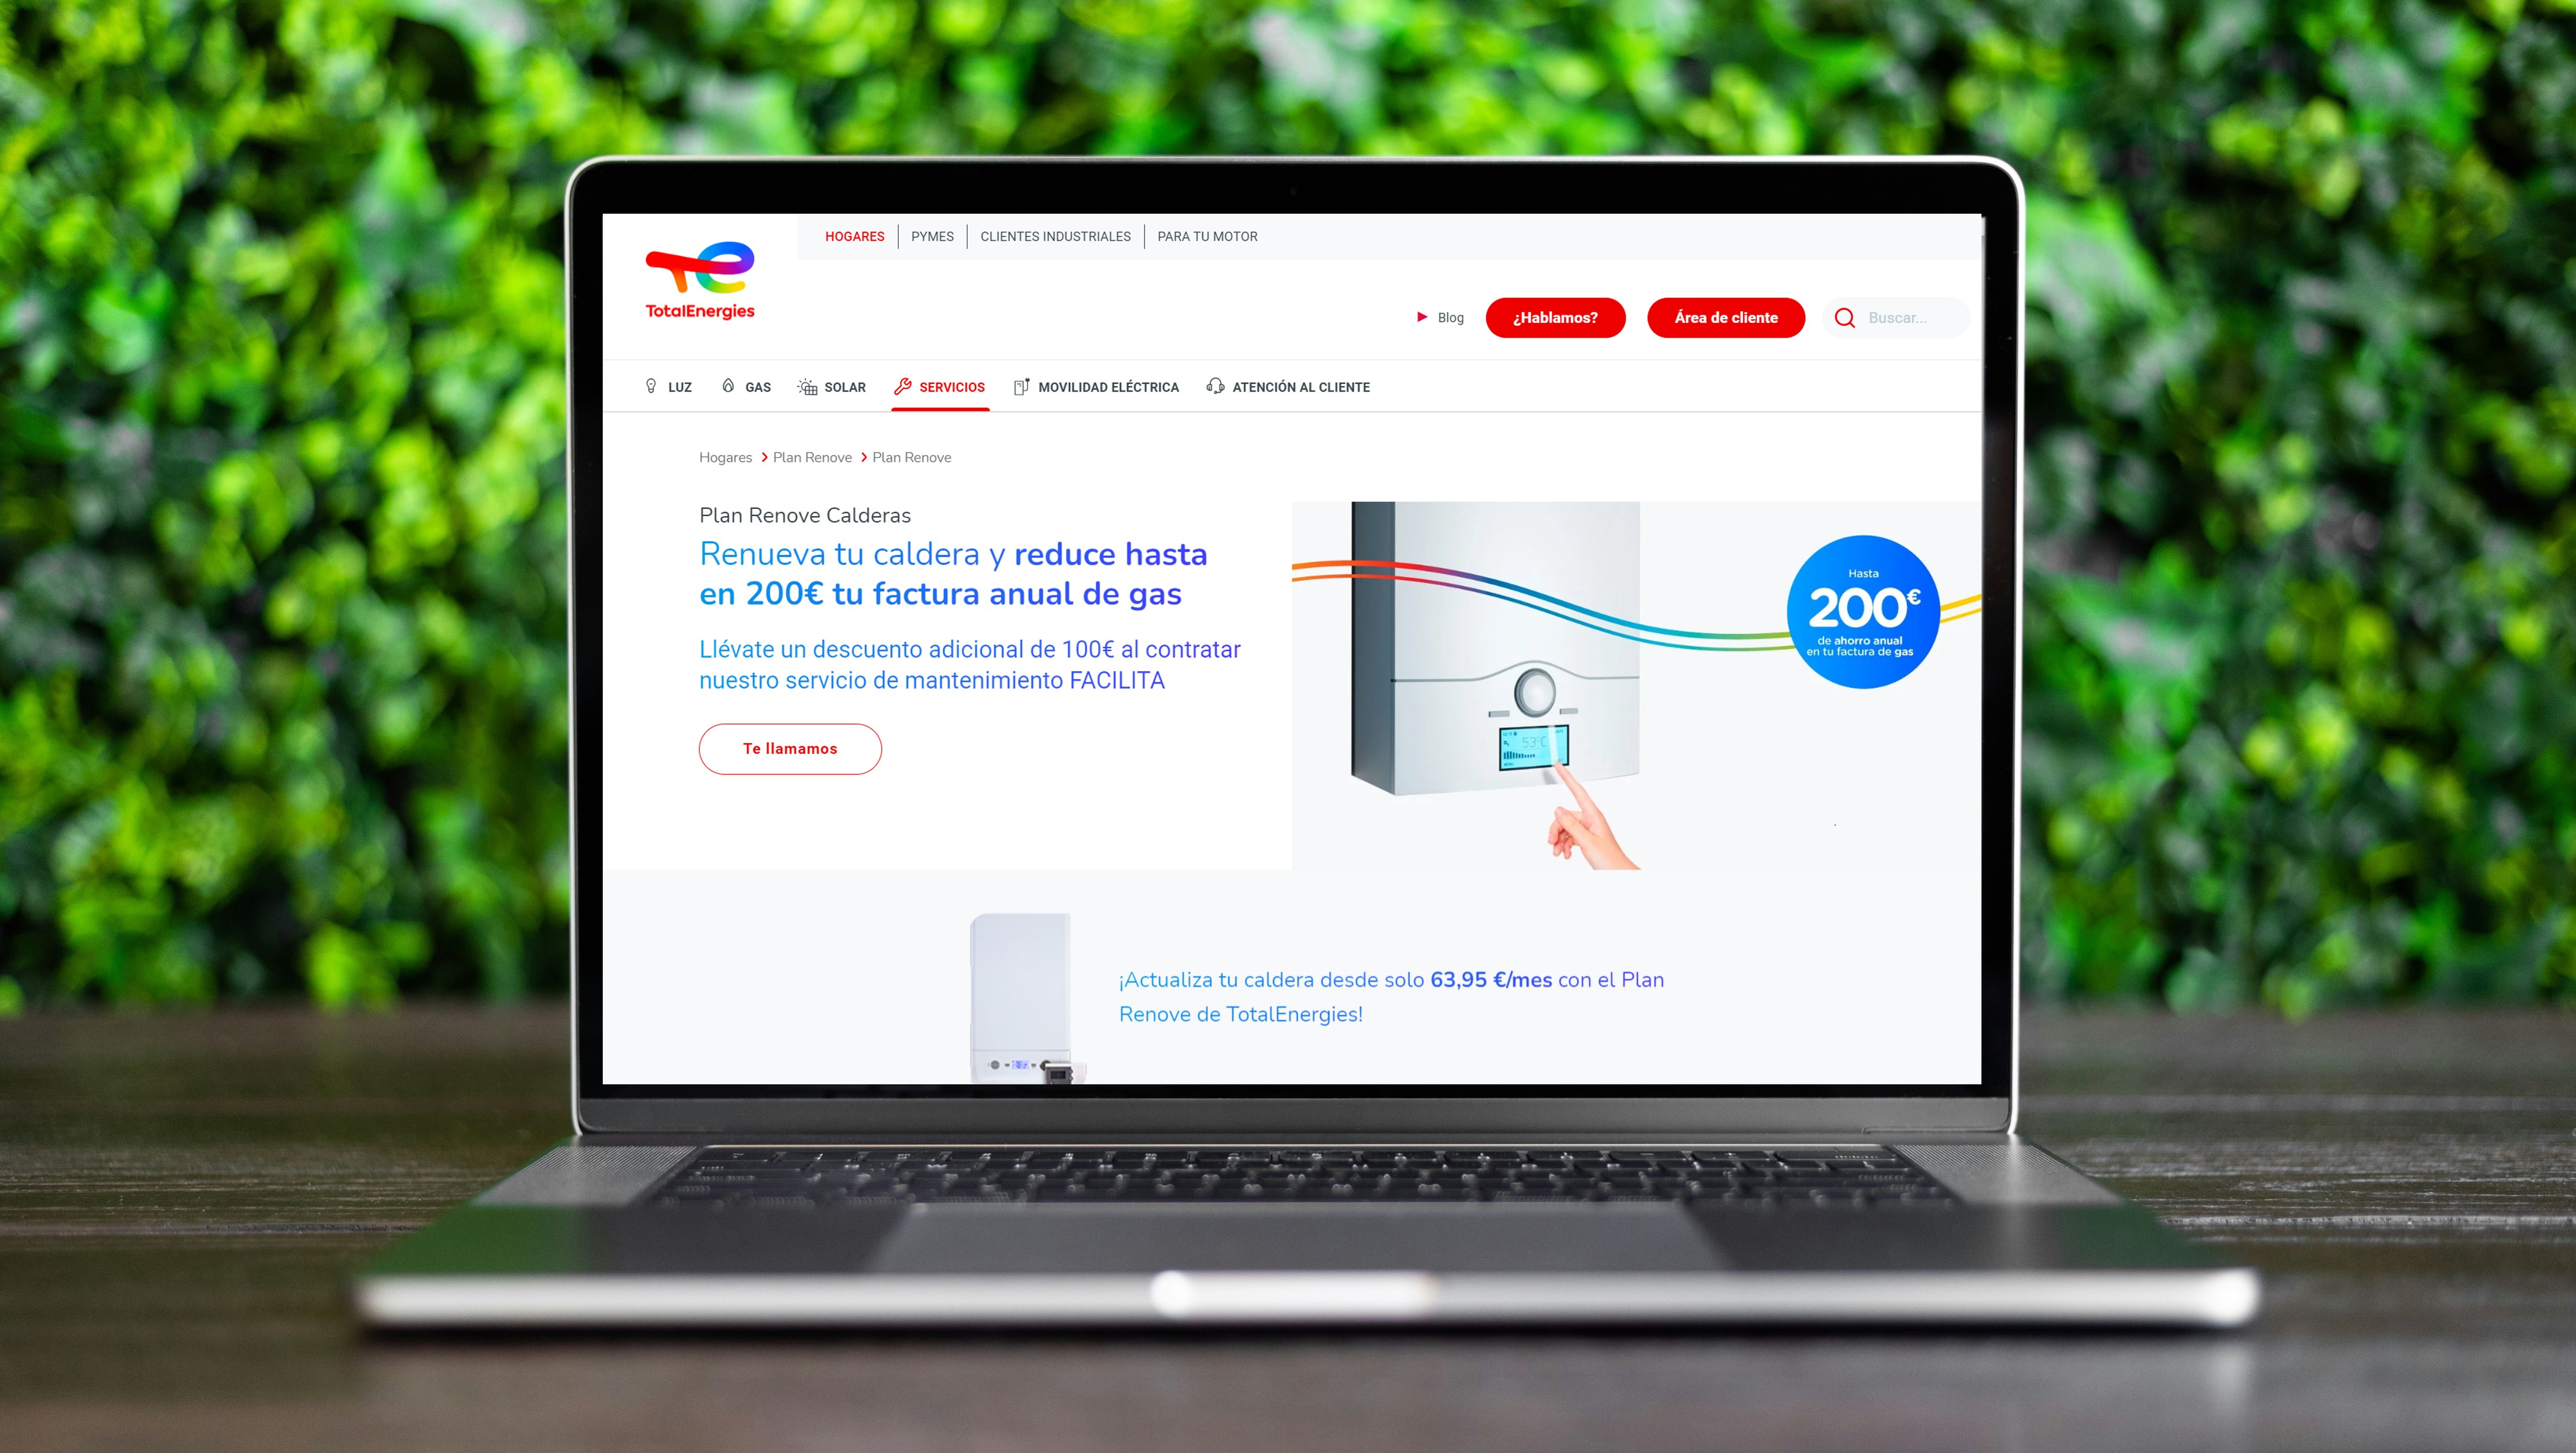 HOGARES PYMES CLIENTES INDUSTRIALES PARA TU MOTOR
TotalEnergies
Blog ¿Hablamos? Área de cliente Buscar...
LUZ GAS SOLAR SERVICIOS MOVILIDAD ELÉCTRICA ATENCIÓN AL CLIENTE
Hogares Plan Renove Plan Renove
Plan Renove Calderas
Renueva tu caldera y reduce hasta
en 200€ tu factura anual de gas
Llévate un descuento adicional de 100€ al contratar
nuestro servicio de mantenimiento FACILITA
Te llamamos
53°C
Hasta
200€
de ahorro anual
en tu factura de gas
¡Actualiza tu caldera desde solo 63,95 €/mes con el Plan
Renove de TotalEnergies!